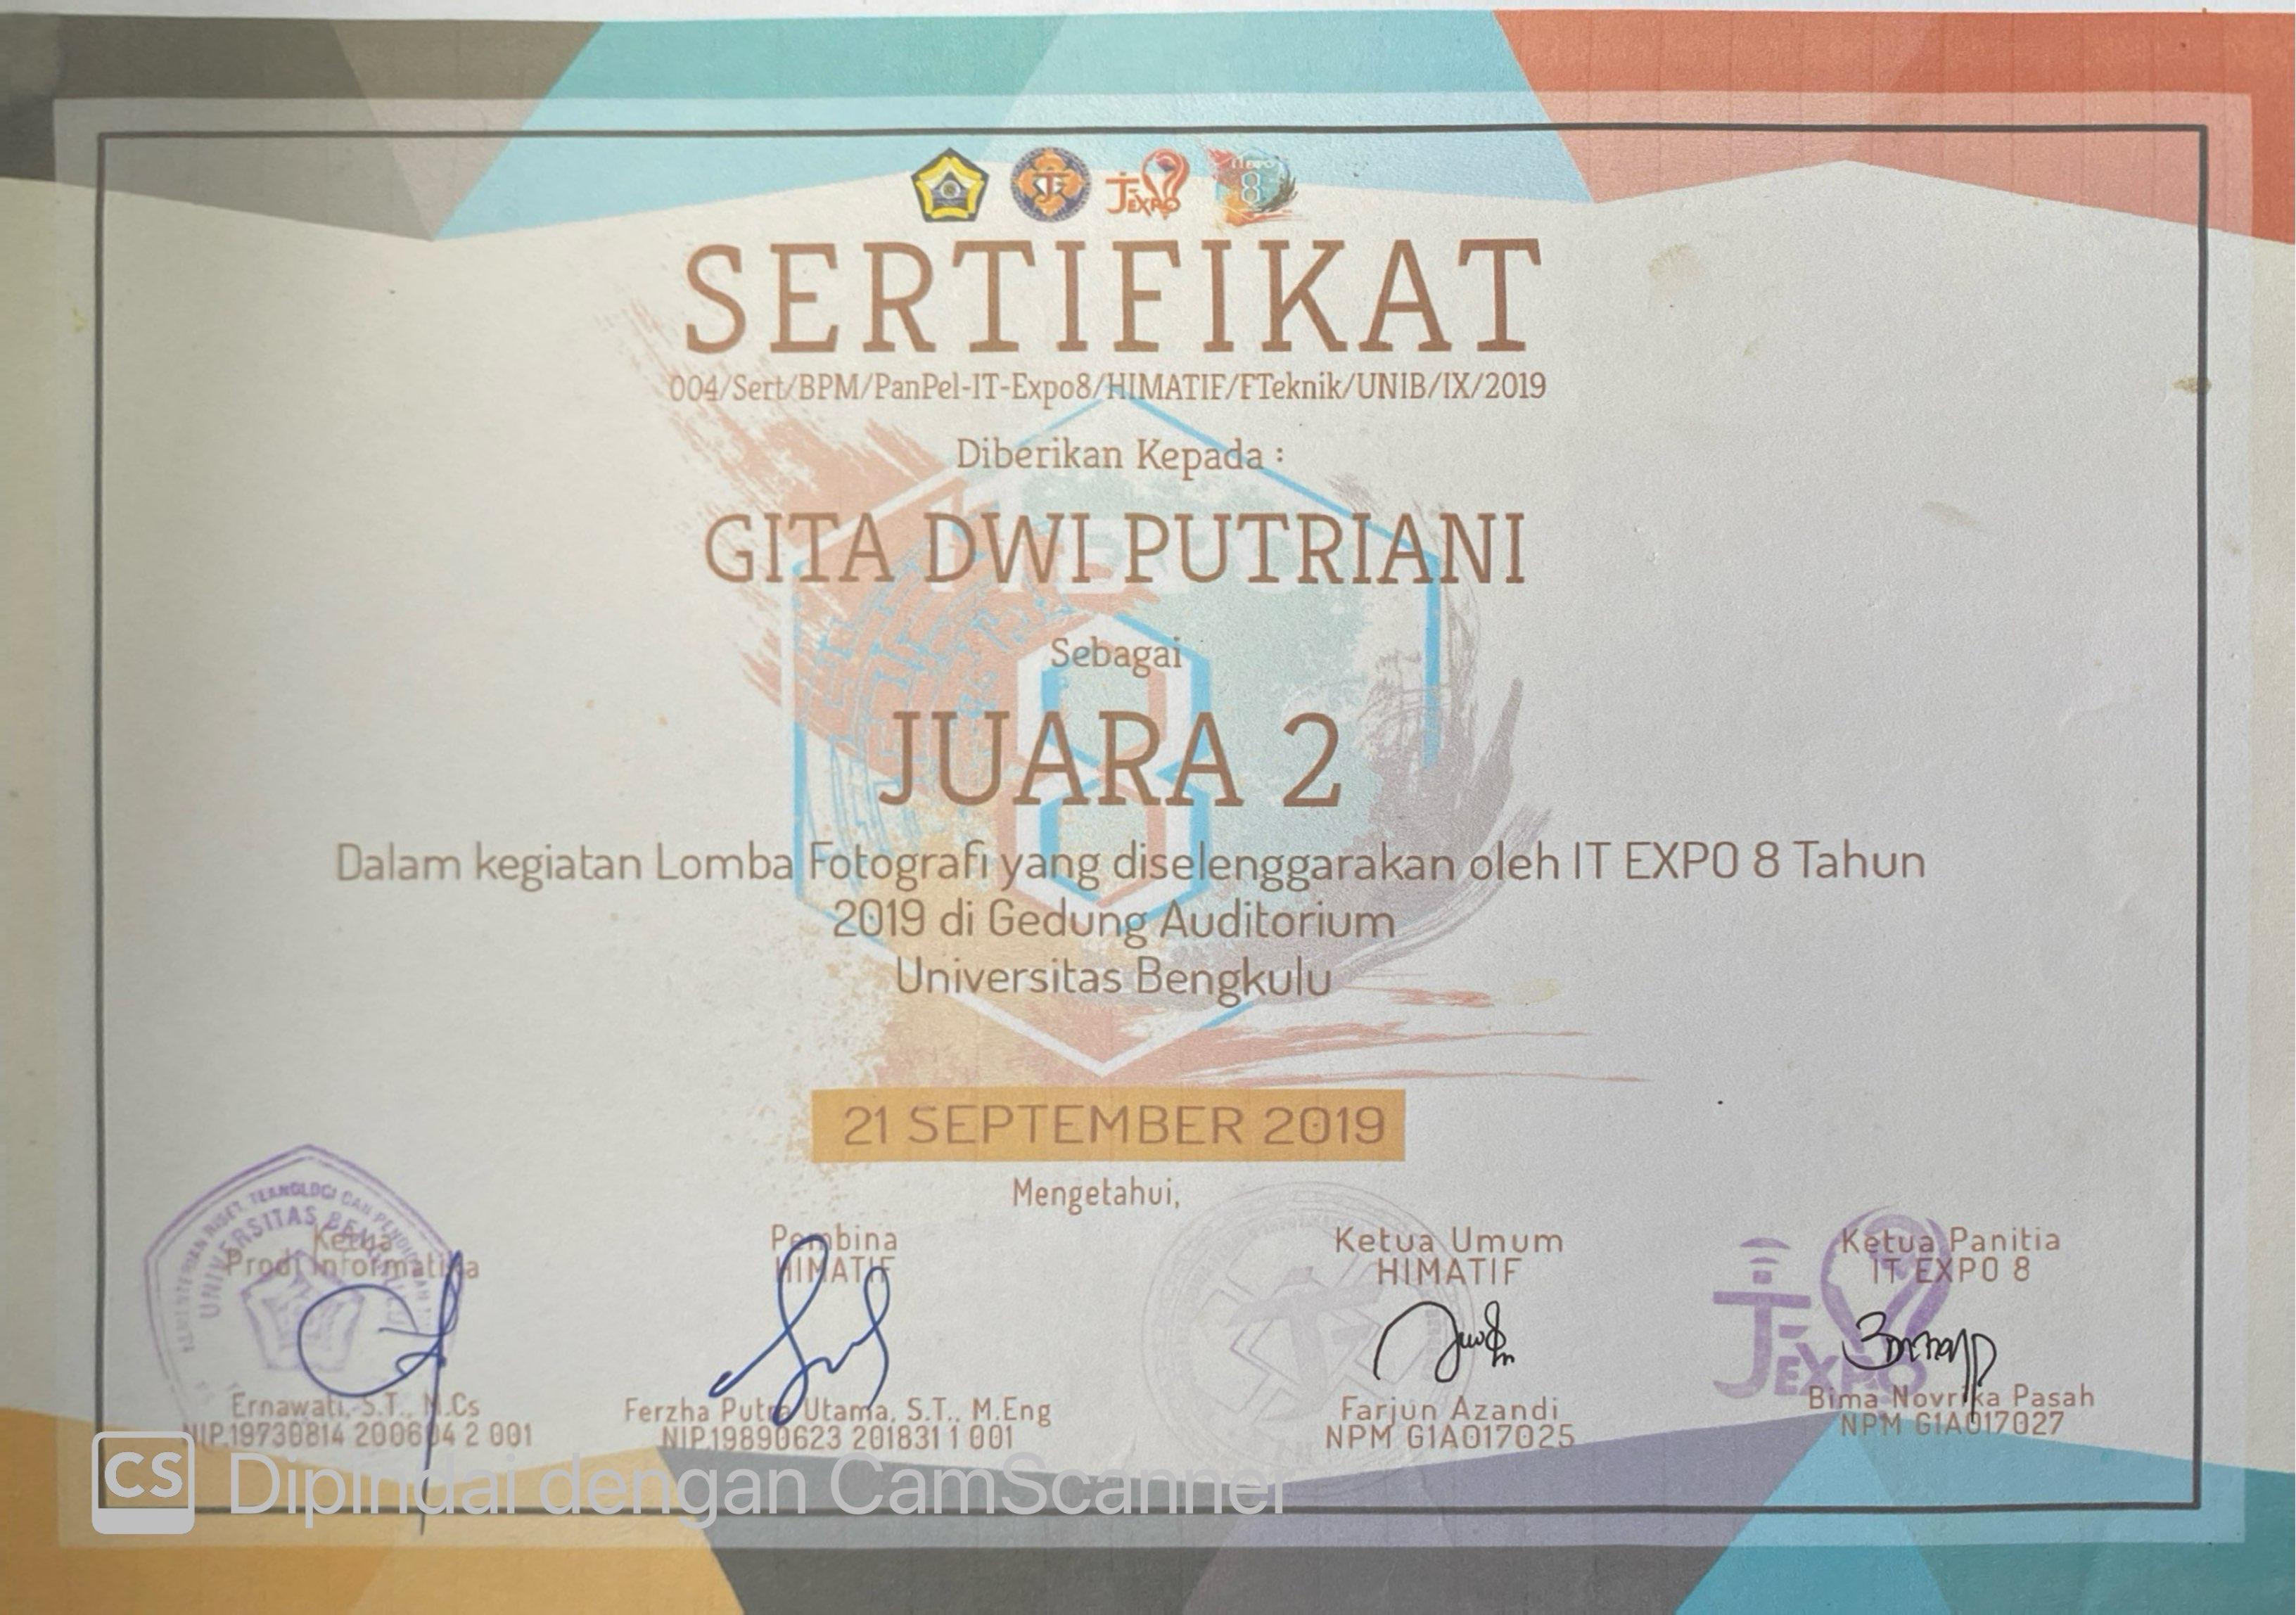 SERTIFIKAT
004/Sert/BPM/PanPel-IT-Expo8/HIMATIF/FTeknik/UNIB/IX/2019
Diberikan Kepada :
GITA DWI PUTRIANI
Sebagai
JUARA 2
Dalam kegiatan Lomba Fotografi yang diselenggarakan oleh IT EXPO 8 Tahun
2019 di Gedung Auditorium
Universitas Bengkulu
21 SEPTEMBER 2019
Mengetahui,
Ketua
Prodi Informatika
Ernawati, S.T., M.Cs
NIP.19730814 200604 2 001
Pembina
HIMATIF
Ferzha Putra Utama, S.T., M.Eng
NIP.19890623 201831 1 001
Ketua Umum
HIMATIF
Farjun Azandi
NPM G1A017025
Ketua Panitia
IT EXPO 8
Bima Novrika Pasah
NPM G1A017027
CS Dipindai dengan CamScanner